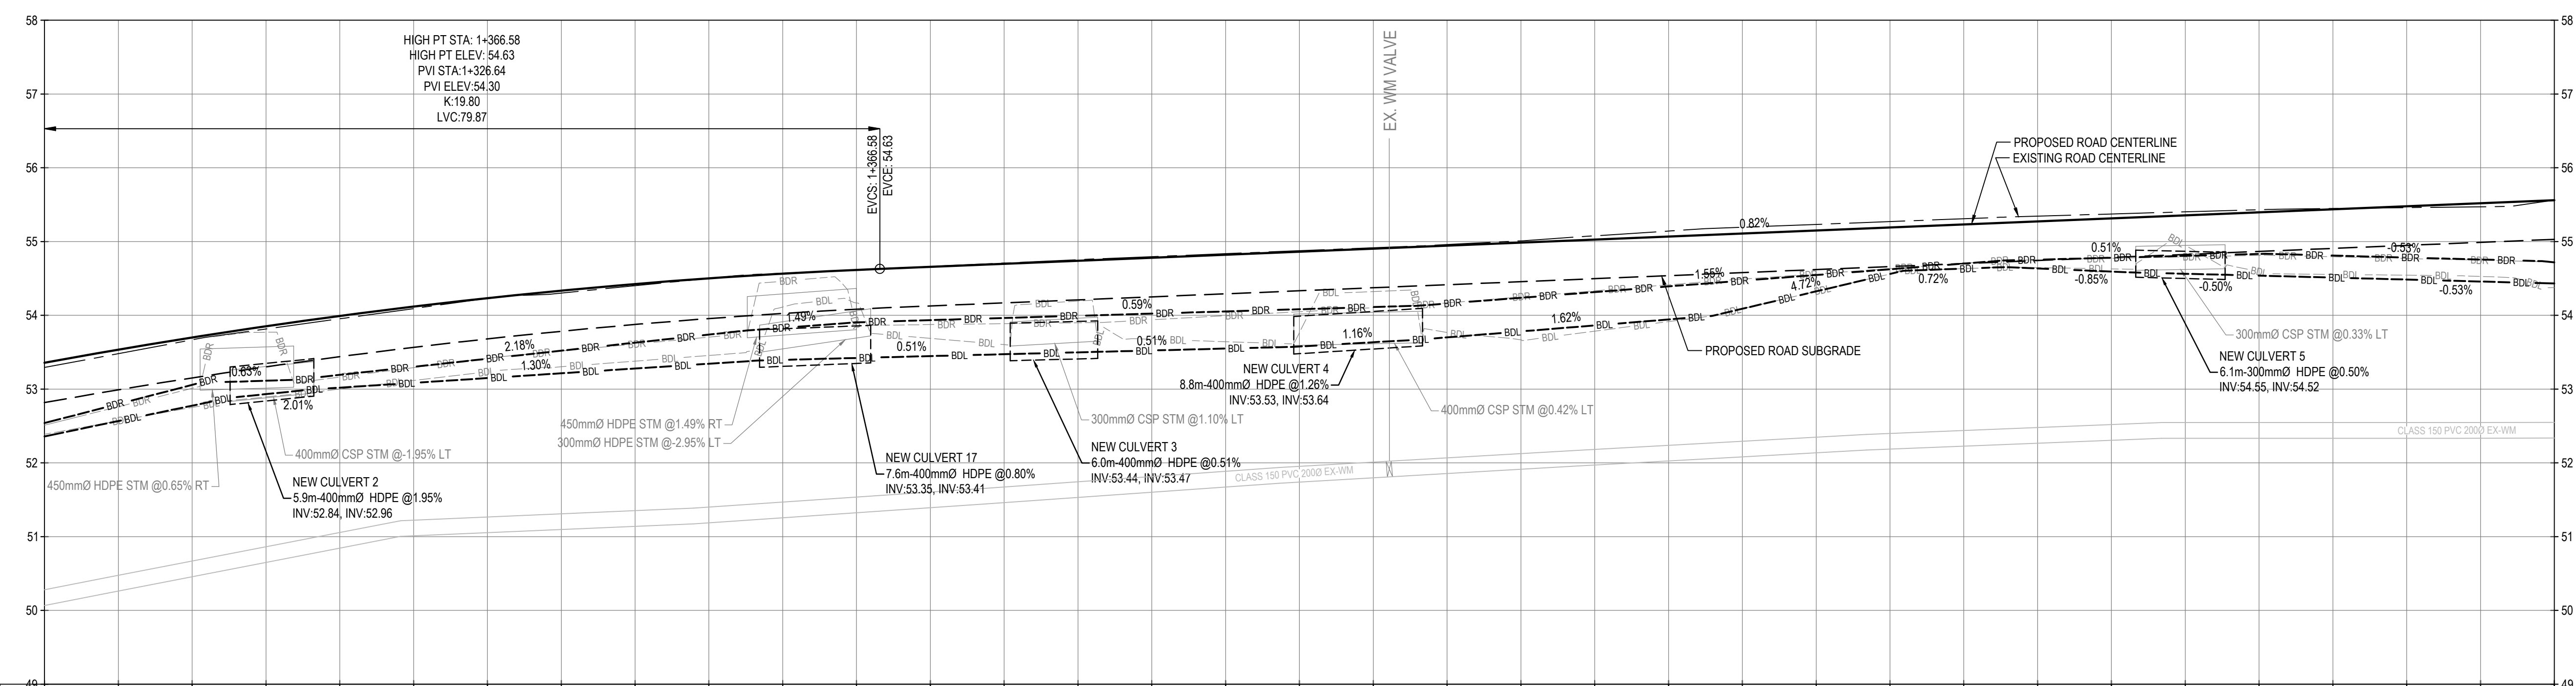 58
57
56
55
54
53
52
51
50
49
58
57
56
55
54
53
52
51
50
49
HIGH PT STA: 1+366.58
HIGH PT ELEV: 54.63
PVI STA:1+326.64
PVI ELEV:54.30
K:19.80
LVC:79.87
EVCS: 1+366.58
EVCE: 54.63
EX. WM VALVE
PROPOSED ROAD CENTERLINE
EXISTING ROAD CENTERLINE
0.82%
0.63%
2.01%
2.18%
1.30%
1.49%
0.51%
0.59%
0.51%
1.16%
1.62%
1.55%
4.72%
0.72%
0.51%
-0.85%
-0.50%
-0.53%
-0.53%
BDR
BDL
PROPOSED ROAD SUBGRADE
450mmØ HDPE STM @0.65% RT
400mmØ CSP STM @-1.95% LT
NEW CULVERT 2
5.9m-400mmØ HDPE @1.95%
INV:52.84, INV:52.96
450mmØ HDPE STM @1.49% RT
300mmØ HDPE STM @-2.95% LT
NEW CULVERT 17
7.6m-400mmØ HDPE @0.80%
INV:53.35, INV:53.41
300mmØ CSP STM @1.10% LT
NEW CULVERT 3
6.0m-400mmØ HDPE @0.51%
INV:53.44, INV:53.47
NEW CULVERT 4
8.8m-400mmØ HDPE @1.26%
INV:53.53, INV:53.64
400mmØ CSP STM @0.42% LT
300mmØ CSP STM @0.33% LT
NEW CULVERT 5
6.1m-300mmØ HDPE @0.50%
INV:54.55, INV:54.52
CLASS 150 PVC 200Ø EX-WM
CLASS 150 PVC 200Ø EX-WM